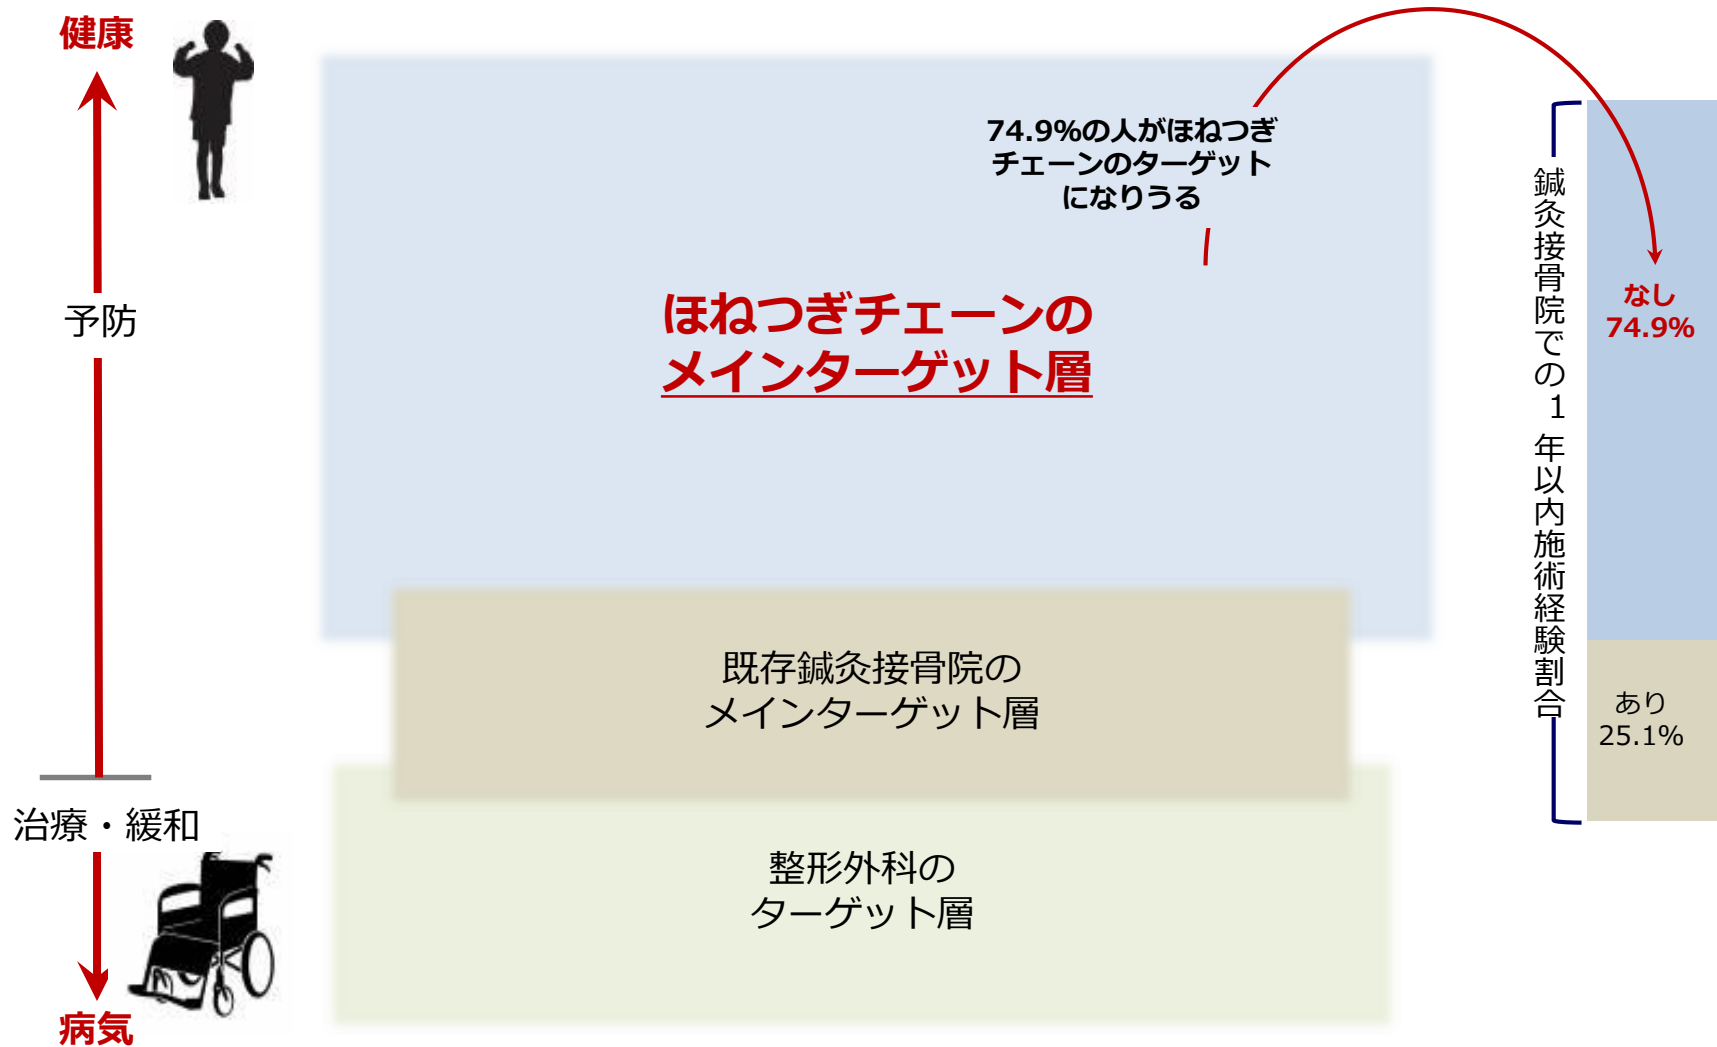 健康
予防
治療・緩和
病気
74.9%の人がほねつぎ
チェーンのターゲット
になりうる
ほねつぎチェーンの
メインターゲット層
既存鍼灸接骨院の
メインターゲット層
整形外科の
ターゲット層
鍼灸接骨院での1年以内施術経験割合
なし
74.9%
あり
25.1%